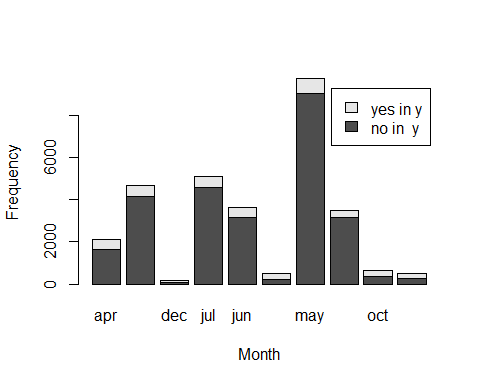 yes in y
no in  y
6000
2000
0
Frequency
apr dec jul jun may oct
Month